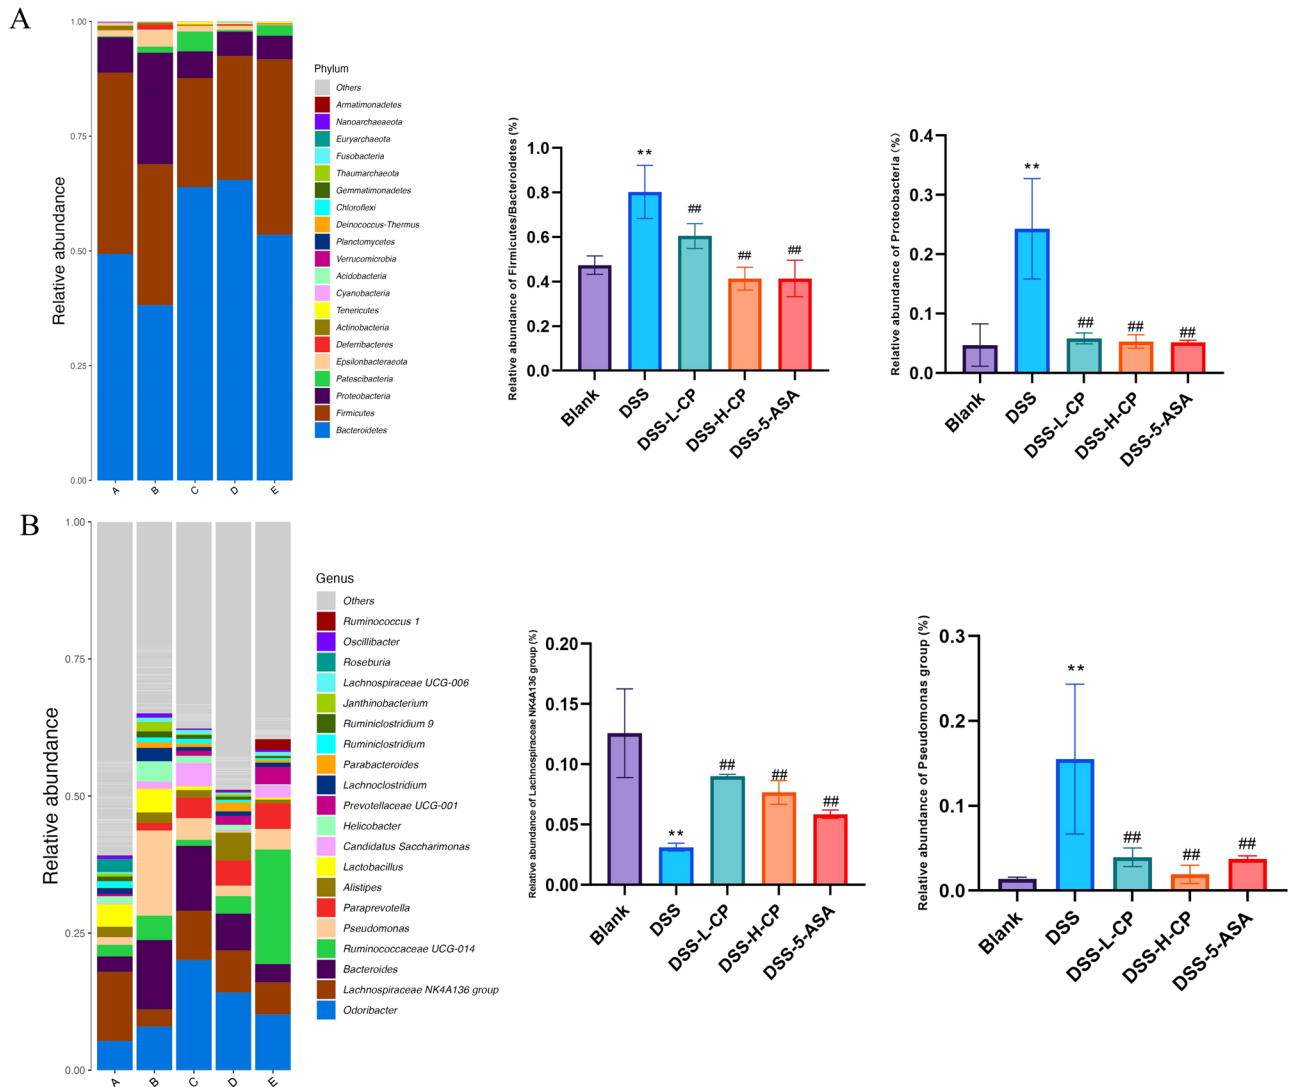 A
Relative abundance
1.00
0.75
0.50
0.25
0.00
A
B
C
D
E
Phylum
Others
Armatimonadetes
Nanoarchaeaeota
Euryarchaeota
Fusobacteria
Thaumarchaeota
Gemmatimonadetes
Chloroflexi
Deinococcus-Thermus
Planctomycetes
Verrucomicrobia
Acidobacteria
Cyanobacteria
Tenericutes
Actinobacteria
Deferribacteres
Epsilonbacteraeota
Patescibacteria
Proteobacteria
Firmicutes
Bacteroidetes
Relative abundance of Firmicutes/Bacteroidetes (%)
1.0
0.8
0.6
0.4
0.2
0.0
**
##
##
##
Blank
DSS
DSS-L-CP
DSS-H-CP
DSS-5-ASA
Relative abundance of Proteobacteria (%)
0.4
0.3
0.2
0.1
0.0
**
##
##
##
Blank
DSS
DSS-L-CP
DSS-H-CP
DSS-5-ASA
B
Relative abundance
1.00
0.75
0.50
0.25
0.00
A
B
C
D
E
Genus
Others
Ruminococcus 1
Oscillibacter
Roseburia
Lachnospiraceae UCG-006
Janthinobacterium
Ruminiclostridium 9
Ruminiclostridium
Parabacteroides
Lachnoclostridium
Prevotellaceae UCG-001
Helicobacter
Candidatus Saccharimonas
Lactobacillus
Alistipes
Paraprevotella
Pseudomonas
Ruminococcaceae UCG-014
Bacteroides
Lachnospiraceae NK4A136 group
Odoribacter
Relative abundance of Lachnospiraceae NK4A136 group (%)
0.20
0.15
0.10
0.05
0.00
**
##
##
##
Blank
DSS
DSS-L-CP
DSS-H-CP
DSS-5-ASA
Relative abundance of Pseudomonas group (%)
0.3
0.2
0.1
0.0
**
##
##
##
Blank
DSS
DSS-L-CP
DSS-H-CP
DSS-5-ASA